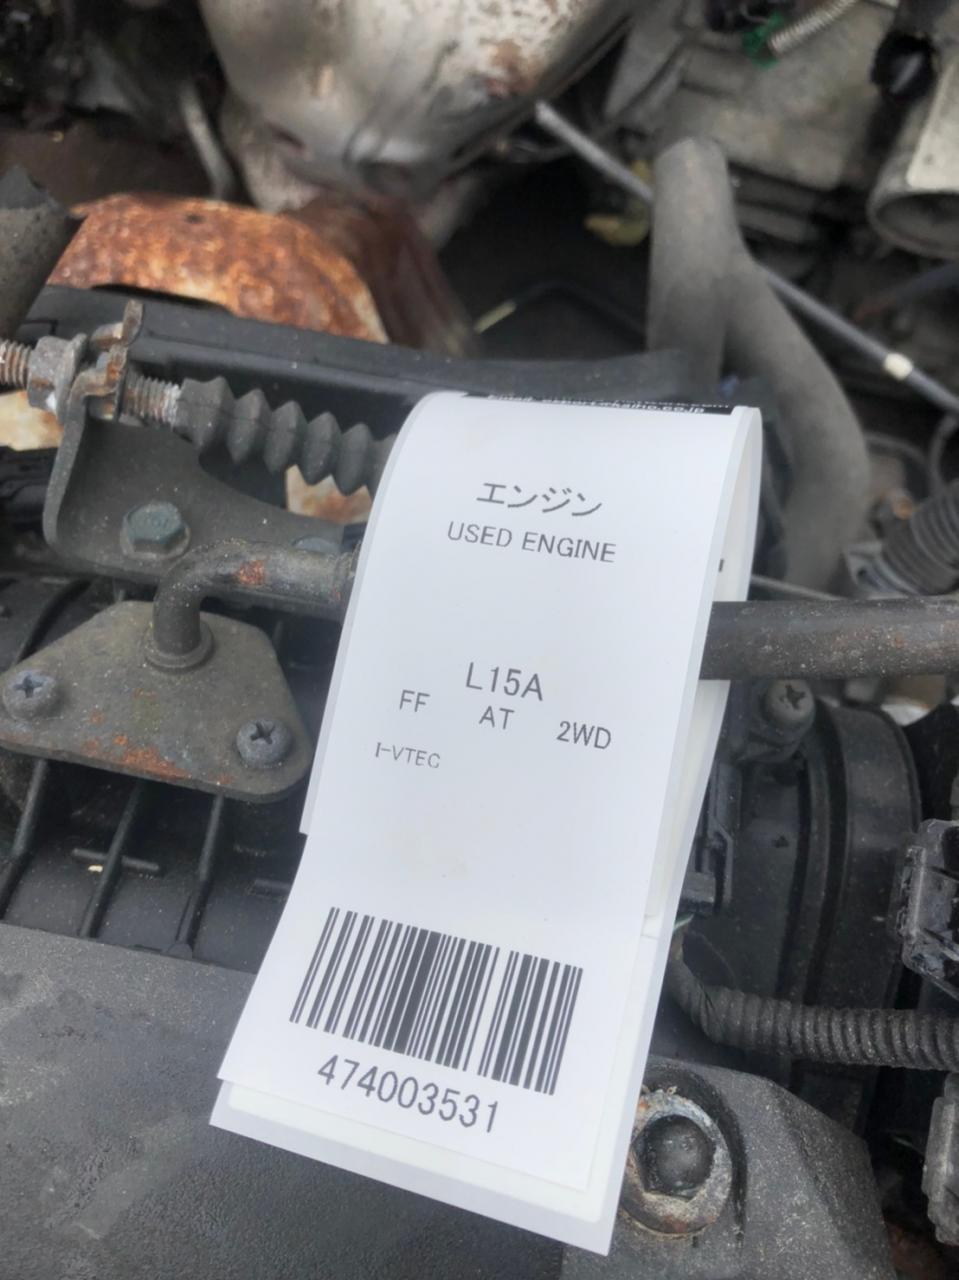 エンジン
USED ENGINE
L15A
FF AT 2WD
I-VTEC
474003531